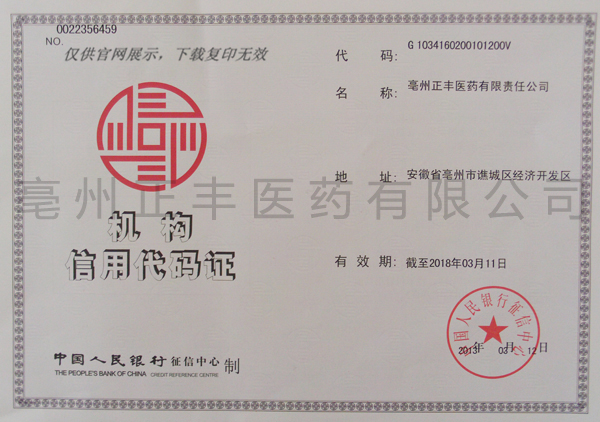 0022356459
NO.
仅供官网展示，下载复印无效
机构
信用代码证
中国人民银行征信中心 制
THE PEOPLE'S BANK OF CHINA CREDIT REFERENCE CENTRE
代码: G 1034160200101200V
名称: 亳州正丰医药有限责任公司
地址: 安徽省亳州市谯城区经济开发区
有效期: 截至2018年03月11日
中国人民银行征信中心
2013年 03月 12日
亳州正丰医药有限公司